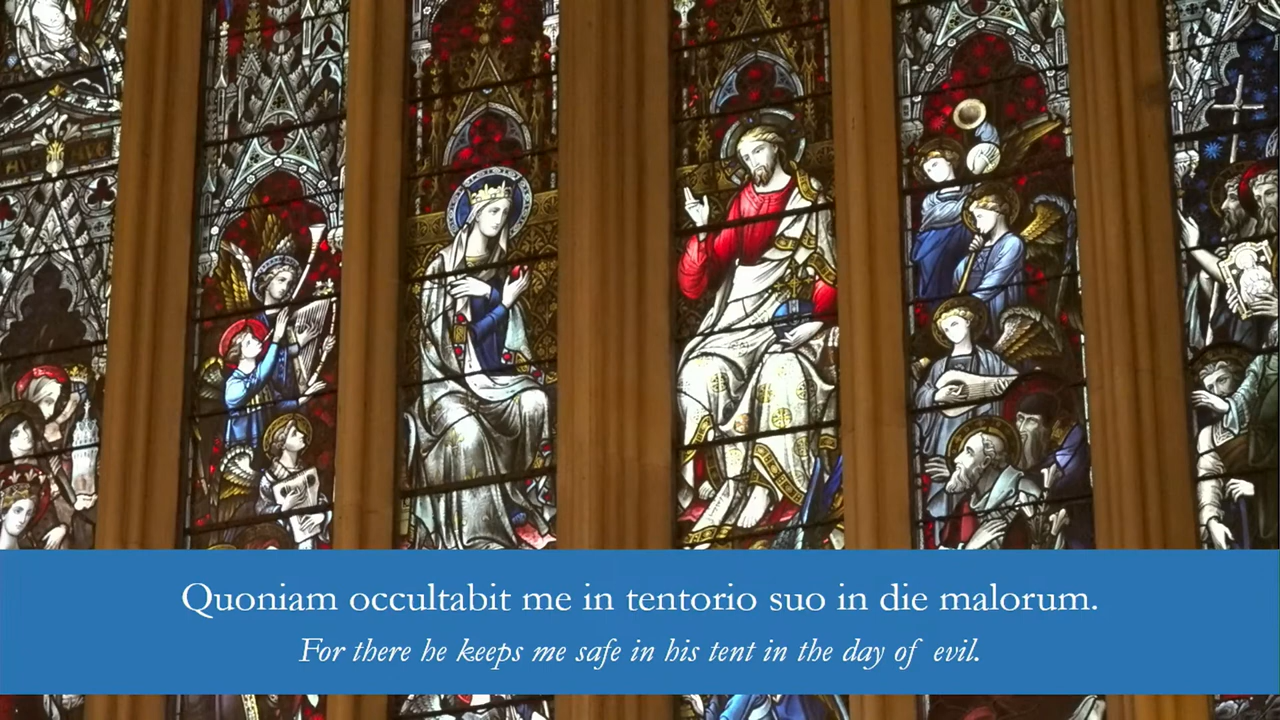 Quoniam occultabit me in tentorio suo in die malorum.
For there he keeps me safe in his tent in the day of evil.